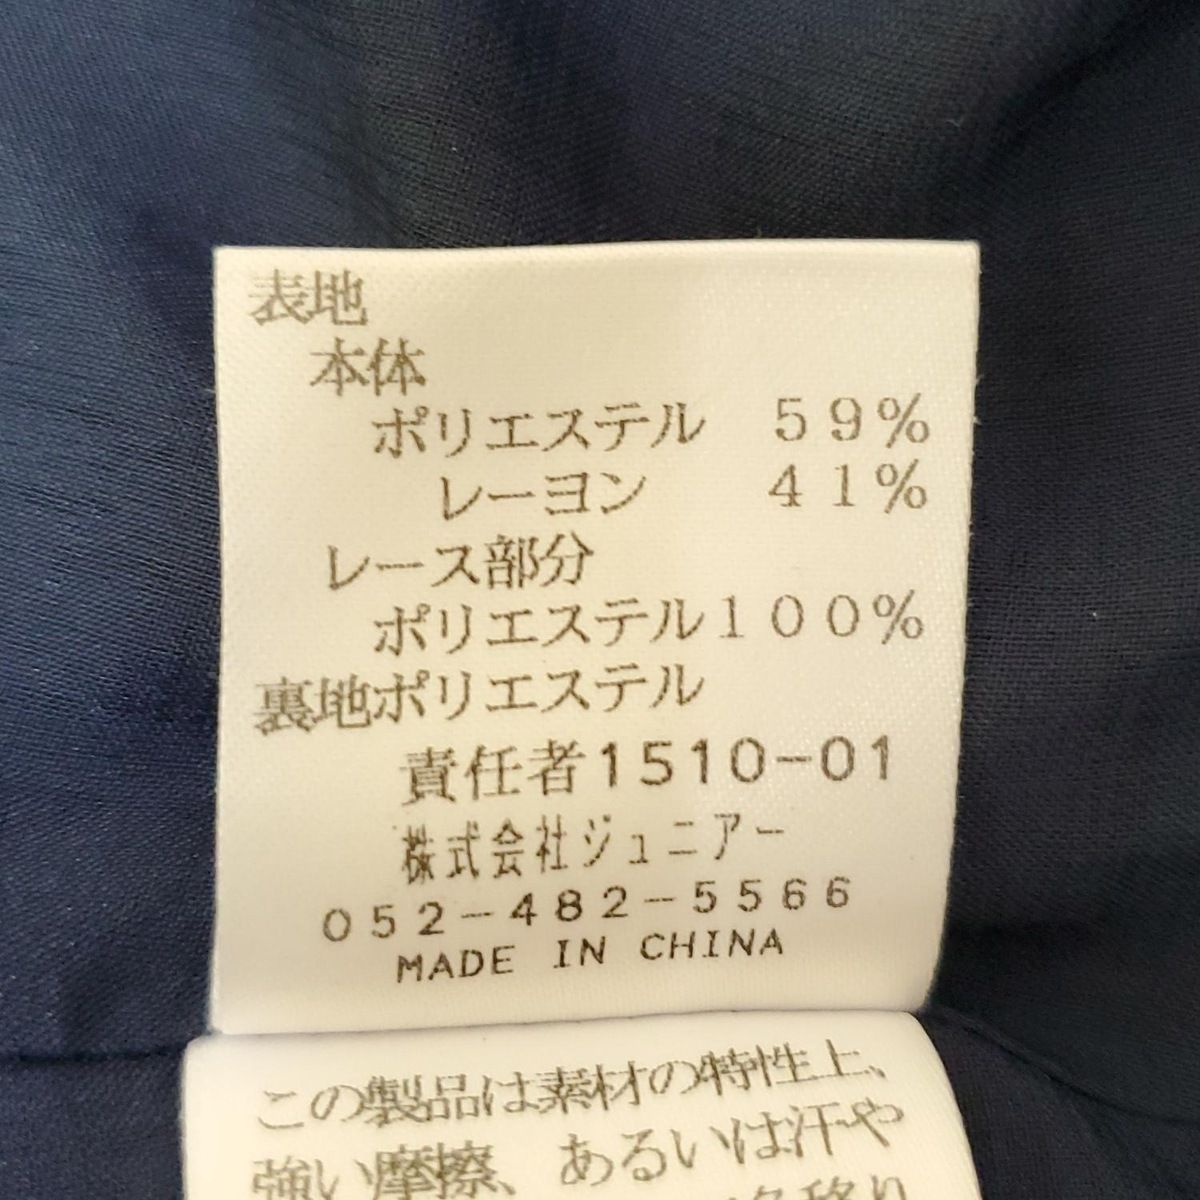 表地
本体
ポリエステル 59%
レーヨン 41%
レース部分
ポリエステル100%
裏地ポリエステル
責任者1510-01
株式会社ジュニアー
052-482-5566
MADE IN CHINA
この製品は素材の特性上、
強い摩擦、あるいは汗や
色移り